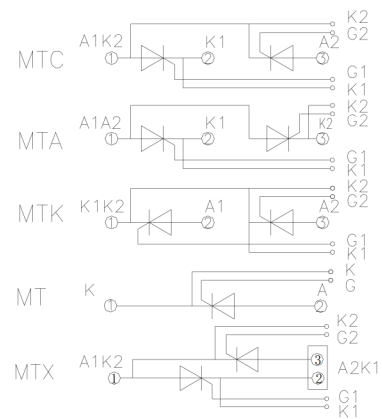 K2
G2
MTC A1K2 K1 A2
1 2 3
G1
K1
K2
G2
MTA A1A2 K1 K2
1 2 3
G1
K1
K2
G2
MTK K1K2 A1 A2
1 2 3
G1
K1
K
G
MT K A
1 2
K2
G2
3
MTX A1K2 A2K1
1 2
G1
K1